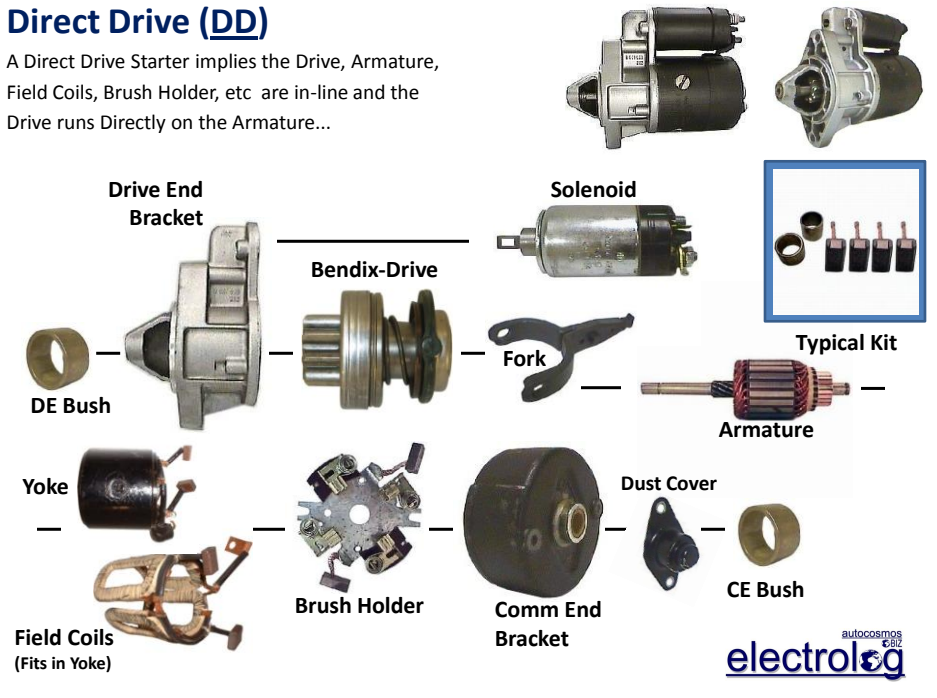 Direct Drive (DD)
A Direct Drive Starter implies the Drive, Armature,
Field Coils, Brush Holder, etc are in-line and the
Drive runs Directly on the Armature...
Drive End
Bracket
Solenoid
Bendix-Drive
Fork
Typical Kit
DE Bush
Armature
Yoke
Dust Cover
Brush Holder
Comm End
Bracket
CE Bush
Field Coils
(Fits in Yoke)
autocosmos
BIZ
electrolog